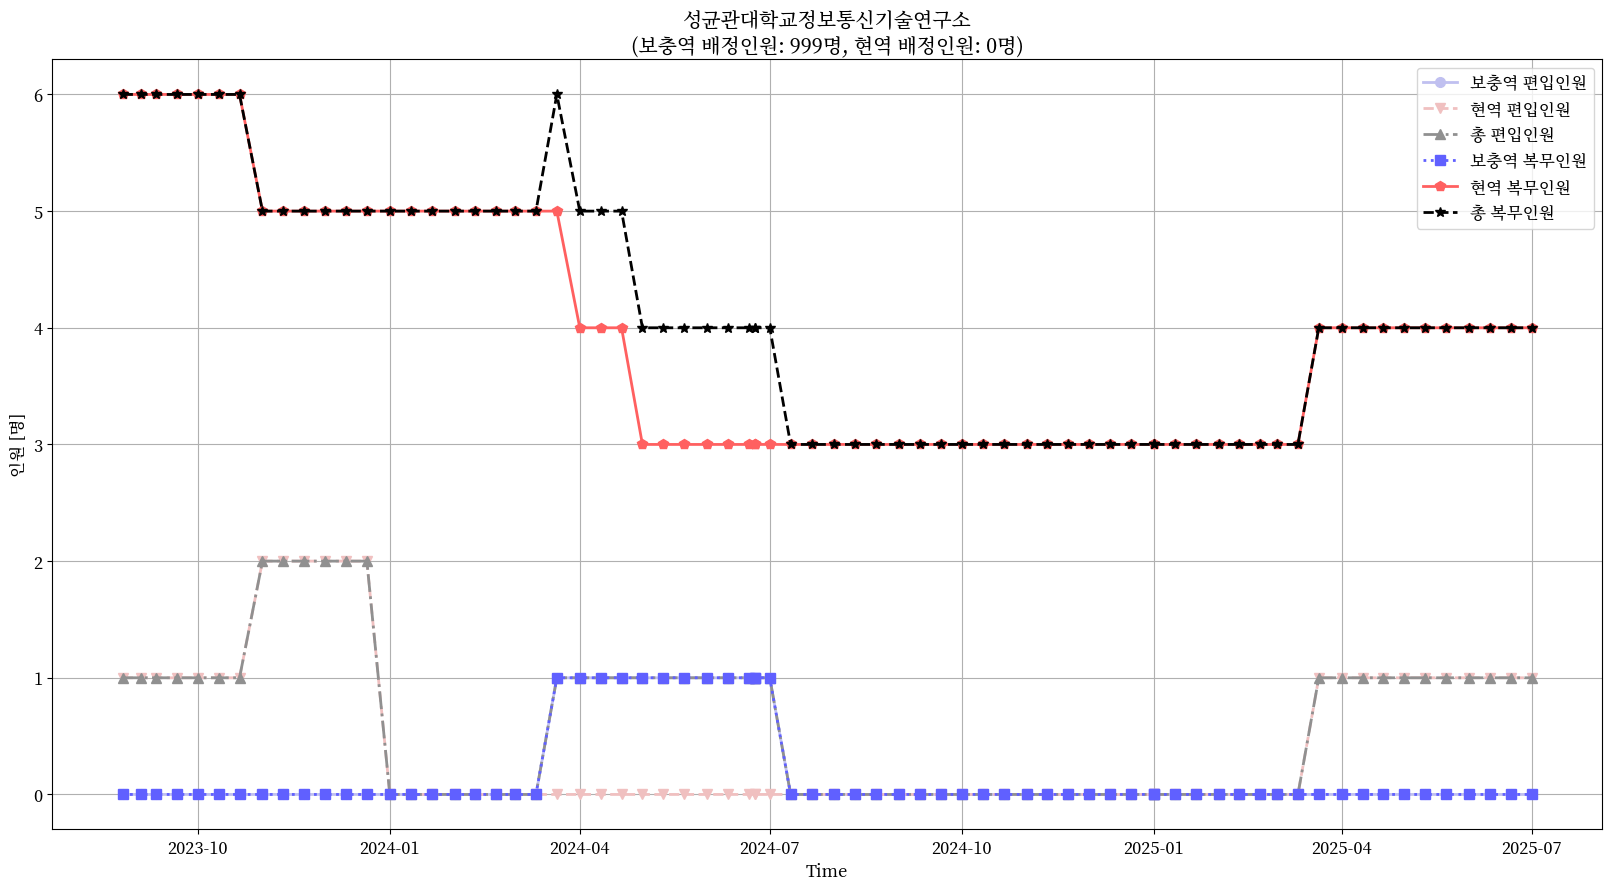 성균관대학교정보통신기술연구소
(보충역 배정인원: 999명, 현역 배정인원: 0명)
보충역 편입인원
현역 편입인원
총 편입인원
보충역 복무인원
현역 복무인원
총 복무인원
인원 [명]
6
5
4
3
2
1
0
2023-10
2024-01
2024-04
2024-07
2024-10
2025-01
2025-04
2025-07
Time